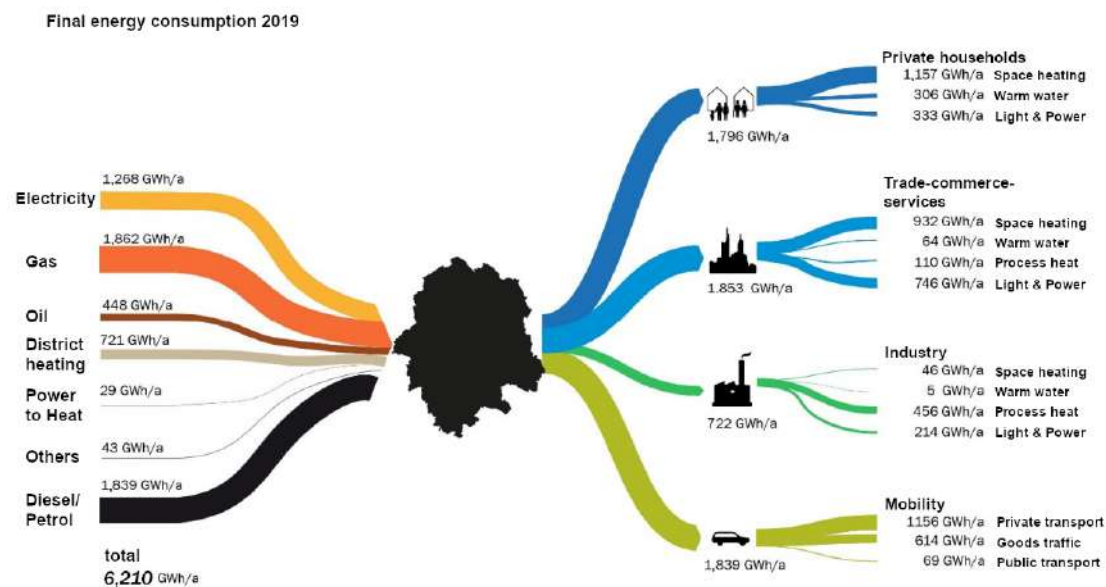 Final energy consumption 2019
Electricity
1,268 GWh/a
Gas
1,862 GWh/a
Oil
448 GWh/a
District
heating
721 GWh/a
Power
to Heat
29 GWh/a
Others
43 GWh/a
Diesel/
Petrol
1,839 GWh/a
total
6,210 GWh/a
1,796 GWh/a
Private households
1,157 GWh/a Space heating
306 GWh/a Warm water
333 GWh/a Light & Power
1.853 GWh/a
Trade-commerce-
services
932 GWh/a Space heating
64 GWh/a Warm water
110 GWh/a Process heat
746 GWh/a Light & Power
722 GWh/a
Industry
46 GWh/a Space heating
5 GWh/a Warm water
456 GWh/a Process heat
214 GWh/a Light & Power
1,839 GWh/a
Mobility
1156 GWh/a Private transport
614 GWh/a Goods traffic
69 GWh/a Public transport